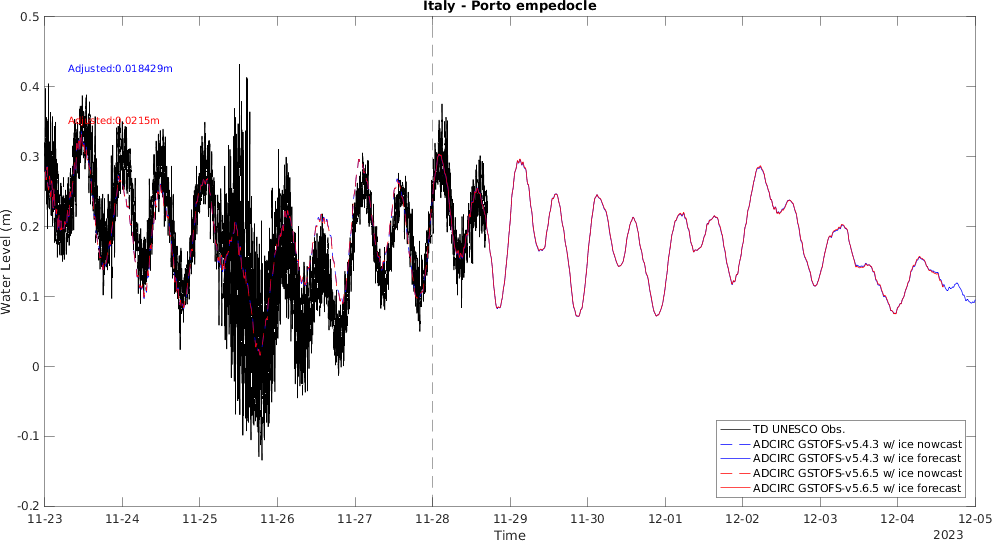 Italy - Porto empedocle
Adjusted:0.018429m
Adjusted:0.0215m
Water Level (m)
0.5
0.4
0.3
0.2
0.1
0
-0.1
-0.2
TD UNESCO Obs.
ADCIRC GSTOFS-v5.4.3 w/ ice nowcast
ADCIRC GSTOFS-v5.4.3 w/ ice forecast
ADCIRC GSTOFS-v5.6.5 w/ ice nowcast
ADCIRC GSTOFS-v5.6.5 w/ ice forecast
11-23 11-24 11-25 11-26 11-27 11-28 11-29 11-30 12-01 12-02 12-03 12-04 12-05
Time
2023